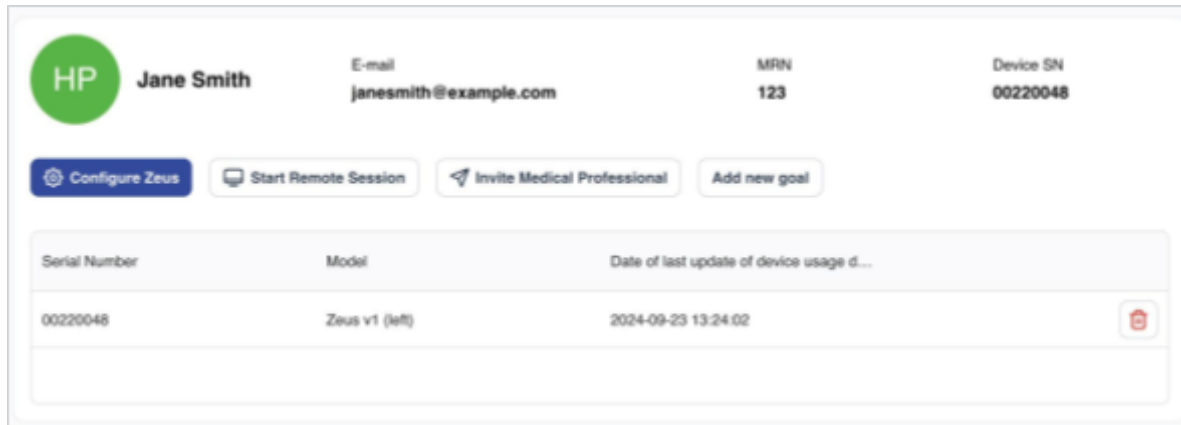 HP
Jane Smith
E-mail
janesmith@example.com
MRN
123
Device SN
00220048
Configure Zeus
Start Remote Session
Invite Medical Professional
Add new goal
Serial Number Model Date of last update of device usage d...
00220048 Zeus v1 (left) 2024-09-23 13:24:02